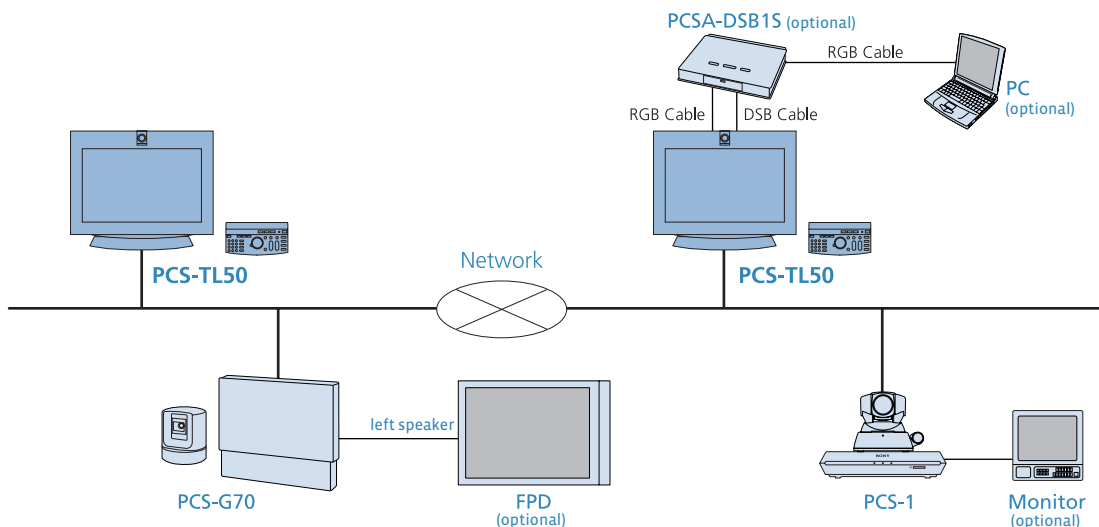 PCSA-DSB1S (optional)
RGB Cable
PC
(optional)
RGB Cable
DSB Cable
PCS-TL50
Network
PCS-TL50
left speaker
SONY
PCS-G70
FPD
(optional)
PCS-1
Monitor
(optional)